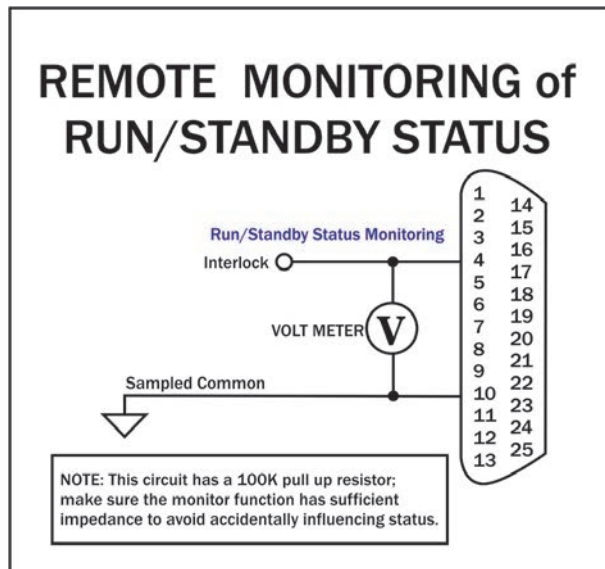 REMOTE MONITORING of
RUN/STANDBY STATUS
Run/Standby Status Monitoring
Interlock
VOLT METER
V
Sampled Common
1
2
3
4
5
6
7
8
9
10
11
12
13
14
15
16
17
18
19
20
21
22
23
24
25
NOTE: This circuit has a 100K pull up resistor;
make sure the monitor function has sufficient
impedance to avoid accidentally influencing status.